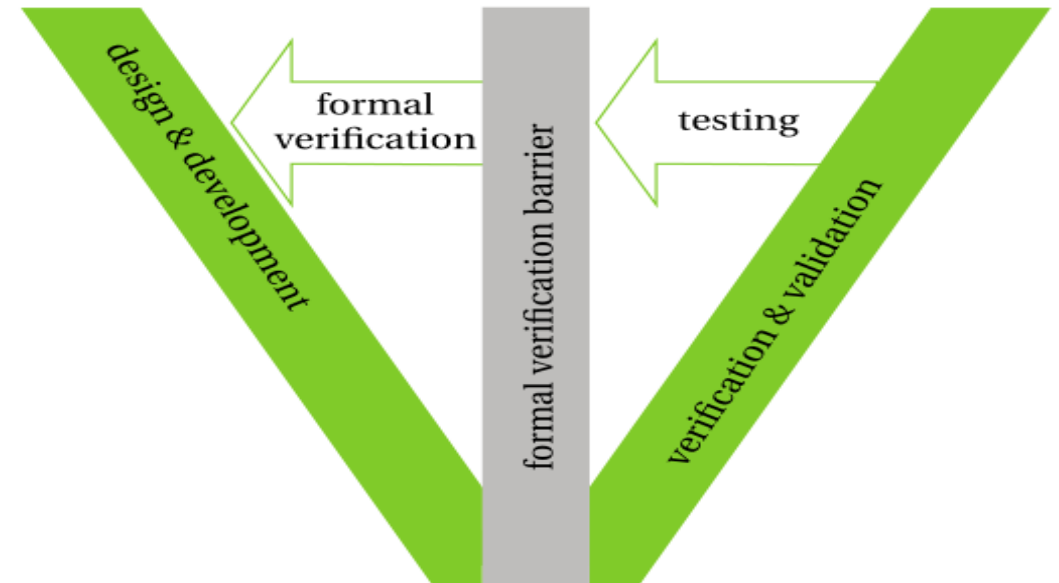 design & development
formal
verification
formal verification barrier
testing
verification & validation